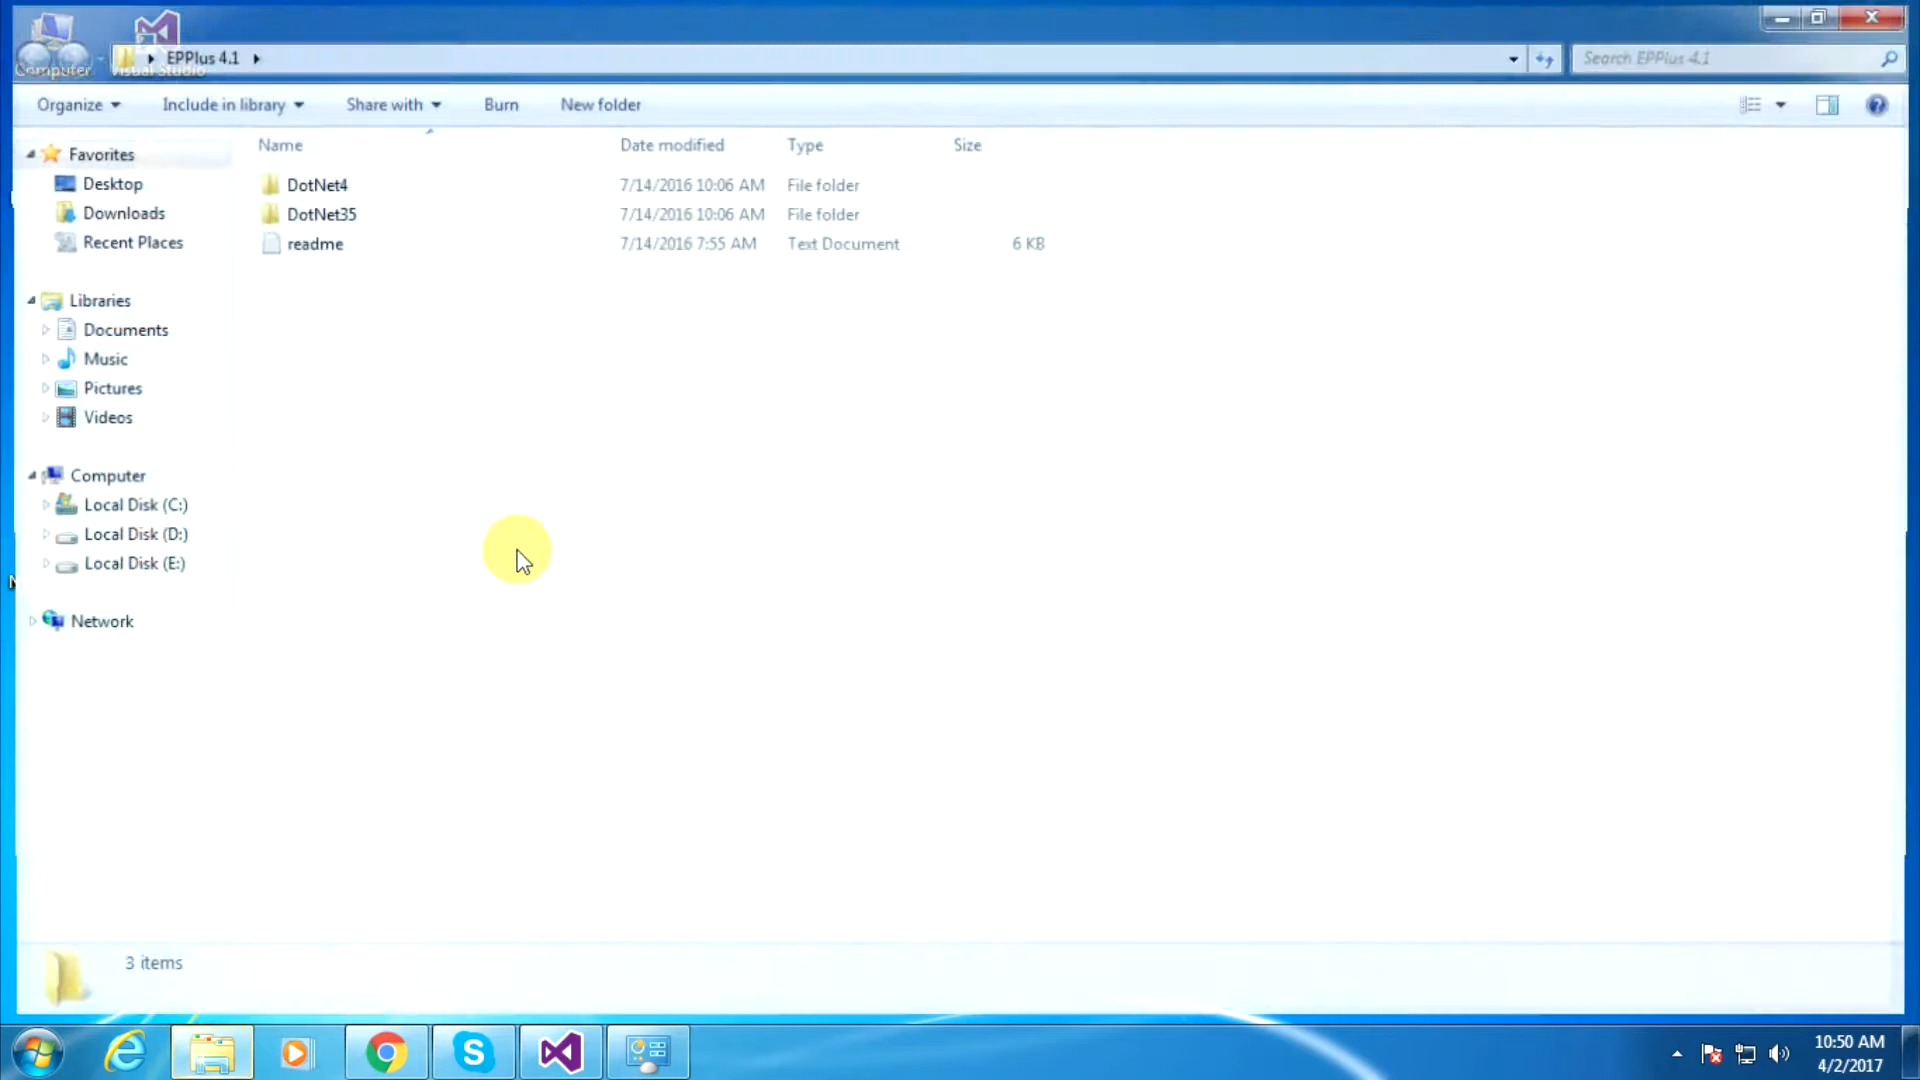 Computer
Visual Studio
EPPlus 4.1
Search EPPlus 4.1
Organize
Include in library
Share with
Burn
New folder
Name
Date modified
Type
Size
Favorites
Desktop
Downloads
Recent Places
Libraries
Documents
Music
Pictures
Videos
Computer
Local Disk (C:)
Local Disk (D:)
Local Disk (E:)
Network
DotNet4 7/14/2016 10:06 AM File folder
DotNet35 7/14/2016 10:06 AM File folder
readme 7/14/2016 7:55 AM Text Document 6 KB
3 items
10:50 AM
4/2/2017